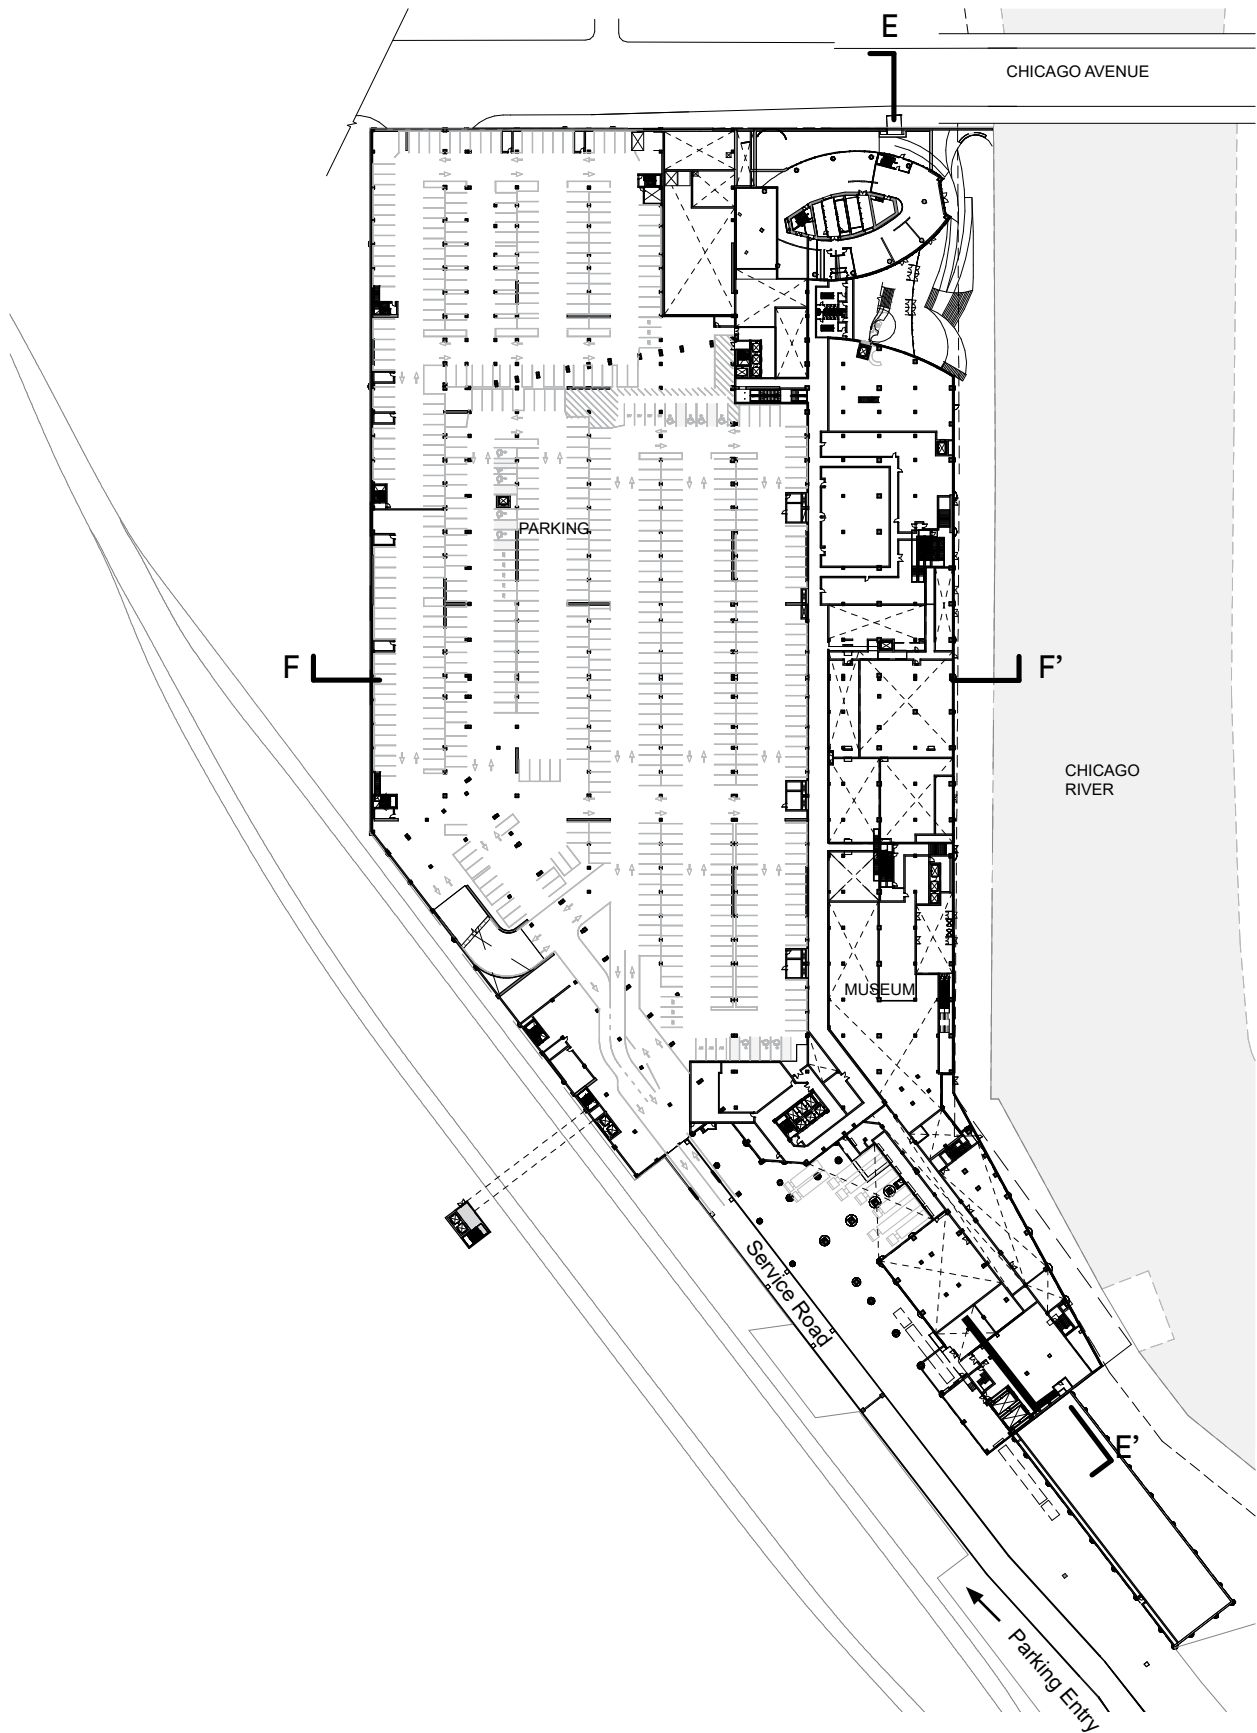 E
CHICAGO AVENUE
PARKING
F
F’
CHICAGO
RIVER
MUSEUM
Service Road
E’
Parking Entry